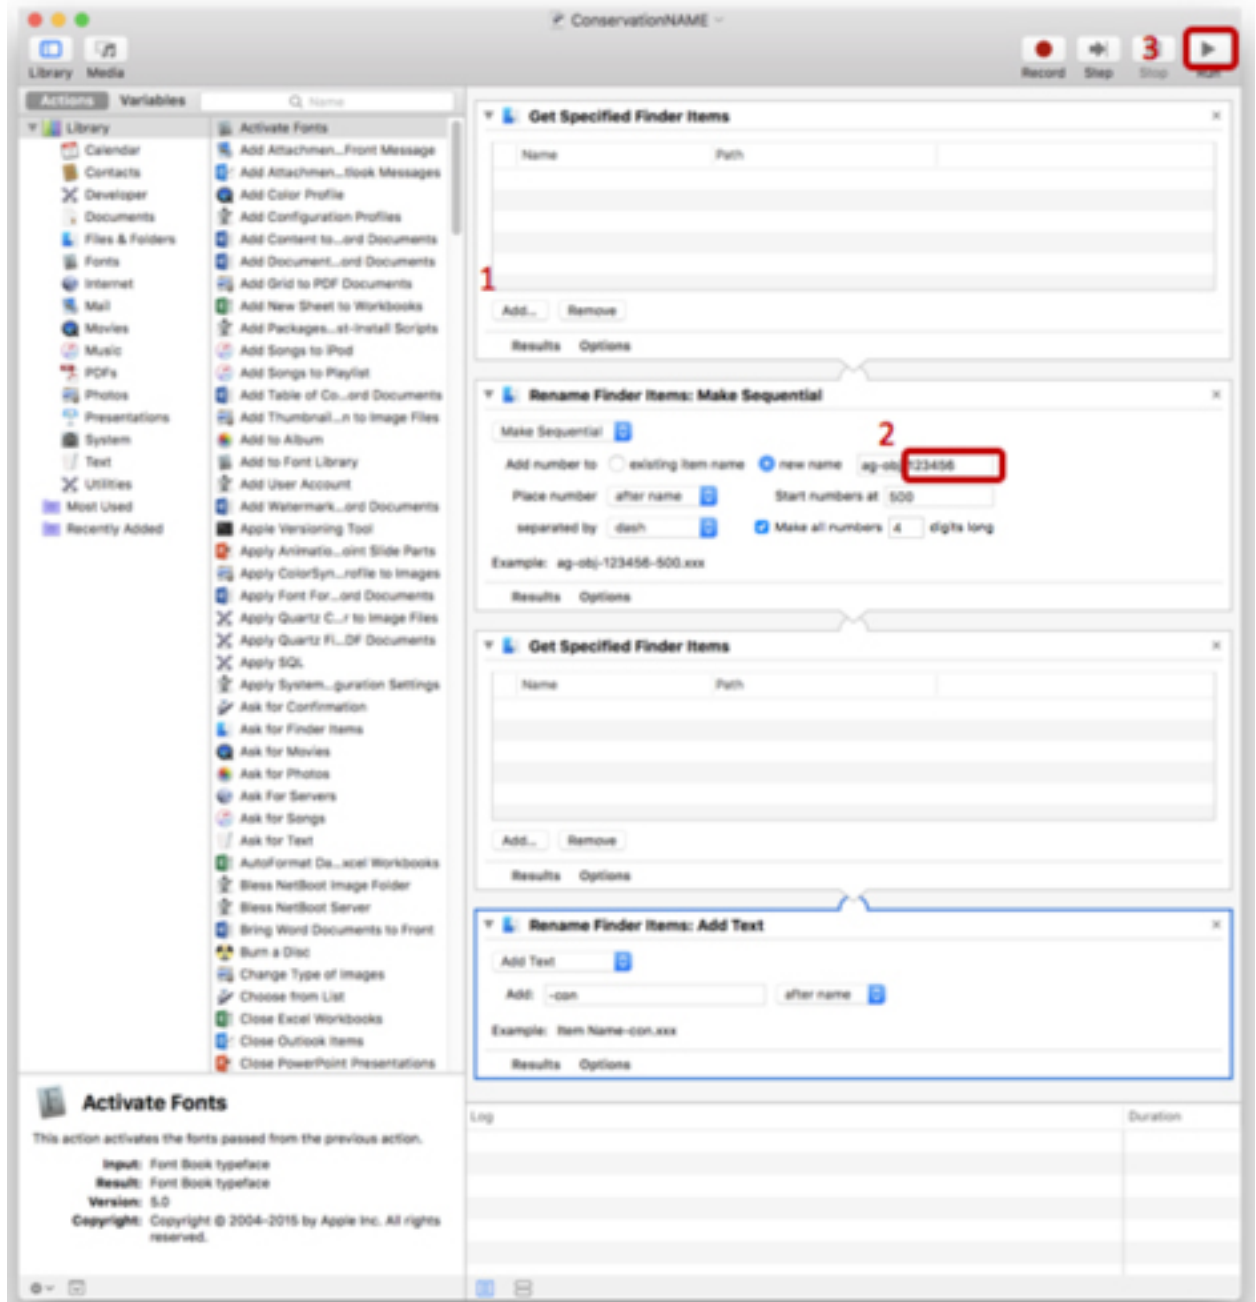 ConservationNAME
Library Media
Record Step 3 Stop Run
Actions Variables
Name
Library
Calendar
Contacts
Developer
Documents
Files & Folders
Fonts
Internet
Mail
Movies
Music
PDFs
Photos
Presentations
System
Text
Utilities
Most Used
Recently Added
Activate Fonts
Add Attachmen...Front Message
Add Attachmen...tlook Messages
Add Color Profile
Add Configuration Profiles
Add Content to...ord Documents
Add Document...ord Documents
Add Grid to PDF Documents
Add New Sheet to Workbooks
Add Packages...st-Install Scripts
Add Songs to iPod
Add Songs to Playlist
Add Table of Co...ord Documents
Add Thumbnail...n to Image Files
Add to Album
Add to Font Library
Add User Account
Add Watermark...ord Documents
Apple Versioning Tool
Apply Animatio...oint Slide Parts
Apply ColorSyn...rofile to Images
Apply Font For...ord Documents
Apply Quartz C...r to Image Files
Apply Quartz Fi...DF Documents
Apply SQL
Apply System...guration Settings
Ask for Confirmation
Ask for Finder Items
Ask for Movies
Ask for Photos
Ask For Servers
Ask for Songs
Ask for Text
AutoFormat Da...xcel Workbooks
Bless NetBoot Image Folder
Bless NetBoot Server
Bring Word Documents to Front
Burn a Disc
Change Type of Images
Choose from List
Close Excel Workbooks
Close Outlook Items
Close PowerPoint Presentations
Activate Fonts
This action activates the fonts passed from the previous action.
Input: Font Book typeface
Result: Font Book typeface
Version: 5.0
Copyright: Copyright © 2004-2015 by Apple Inc. All rights
reserved.
Get Specified Finder Items
Name Path
1
Add... Remove
Results Options
Rename Finder Items: Make Sequential
Make Sequential
2
Add number to existing item name new name ag-obj-123456
Place number after name Start numbers at 500
separated by dash Make all numbers 4 digits long
Example: ag-obj-123456-500.xxx
Results Options
Get Specified Finder Items
Name Path
Add... Remove
Results Options
Rename Finder Items: Add Text
Add Text
Add: -con after name
Example: Item Name-con.xxx
Results Options
Log Duration